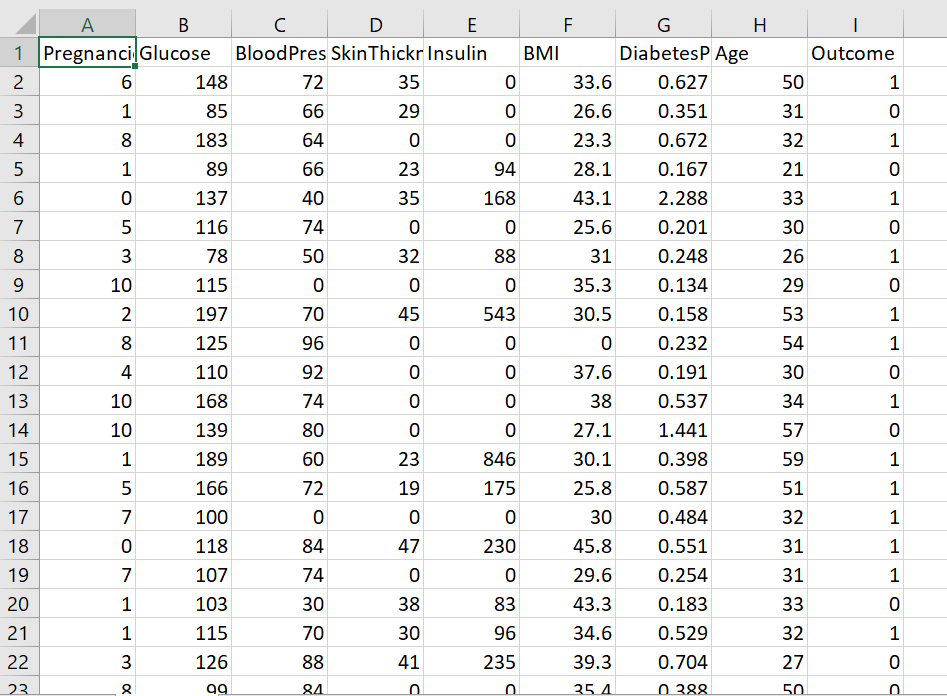 A B C D E F G H I
1 Pregnanci Glucose BloodPres SkinThickn Insulin BMI DiabetesP Age Outcome
2 6 148 72 35 0 33.6 0.627 50 1
3 1 85 66 29 0 26.6 0.351 31 0
4 8 183 64 0 0 23.3 0.672 32 1
5 1 89 66 23 94 28.1 0.167 21 0
6 0 137 40 35 168 43.1 2.288 33 1
7 5 116 74 0 0 25.6 0.201 30 0
8 3 78 50 32 88 31 0.248 26 1
9 10 115 0 0 0 35.3 0.134 29 0
10 2 197 70 45 543 30.5 0.158 53 1
11 8 125 96 0 0 0 0.232 54 1
12 4 110 92 0 0 37.6 0.191 30 0
13 10 168 74 0 0 38 0.537 34 1
14 10 139 80 0 0 27.1 1.441 57 0
15 1 189 60 23 846 30.1 0.398 59 1
16 5 166 72 19 175 25.8 0.587 51 1
17 7 100 0 0 0 30 0.484 32 1
18 0 118 84 47 230 45.8 0.551 31 1
19 7 107 74 0 0 29.6 0.254 31 1
20 1 103 30 38 83 43.3 0.183 33 0
21 1 115 70 30 96 34.6 0.529 32 1
22 3 126 88 41 235 39.3 0.704 27 0
23 8 99 84 0 0 35.4 0.388 50 0